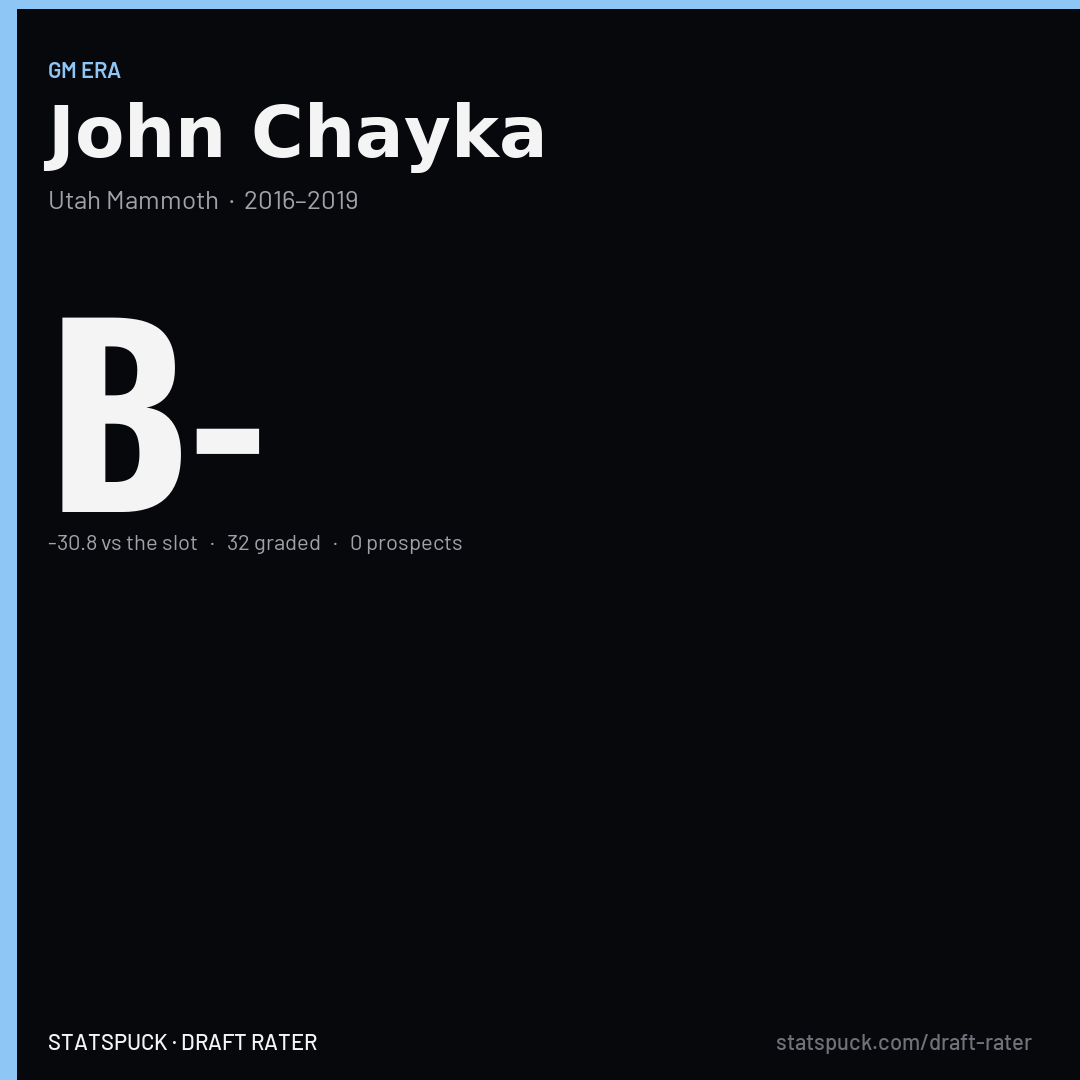 GM ERA
John Chayka
Utah Mammoth · 2016–2019
B-
-30.8 vs the slot · 32 graded · 0 prospects
STATSPUCK · DRAFT RATER
statspuck.com/draft-rater